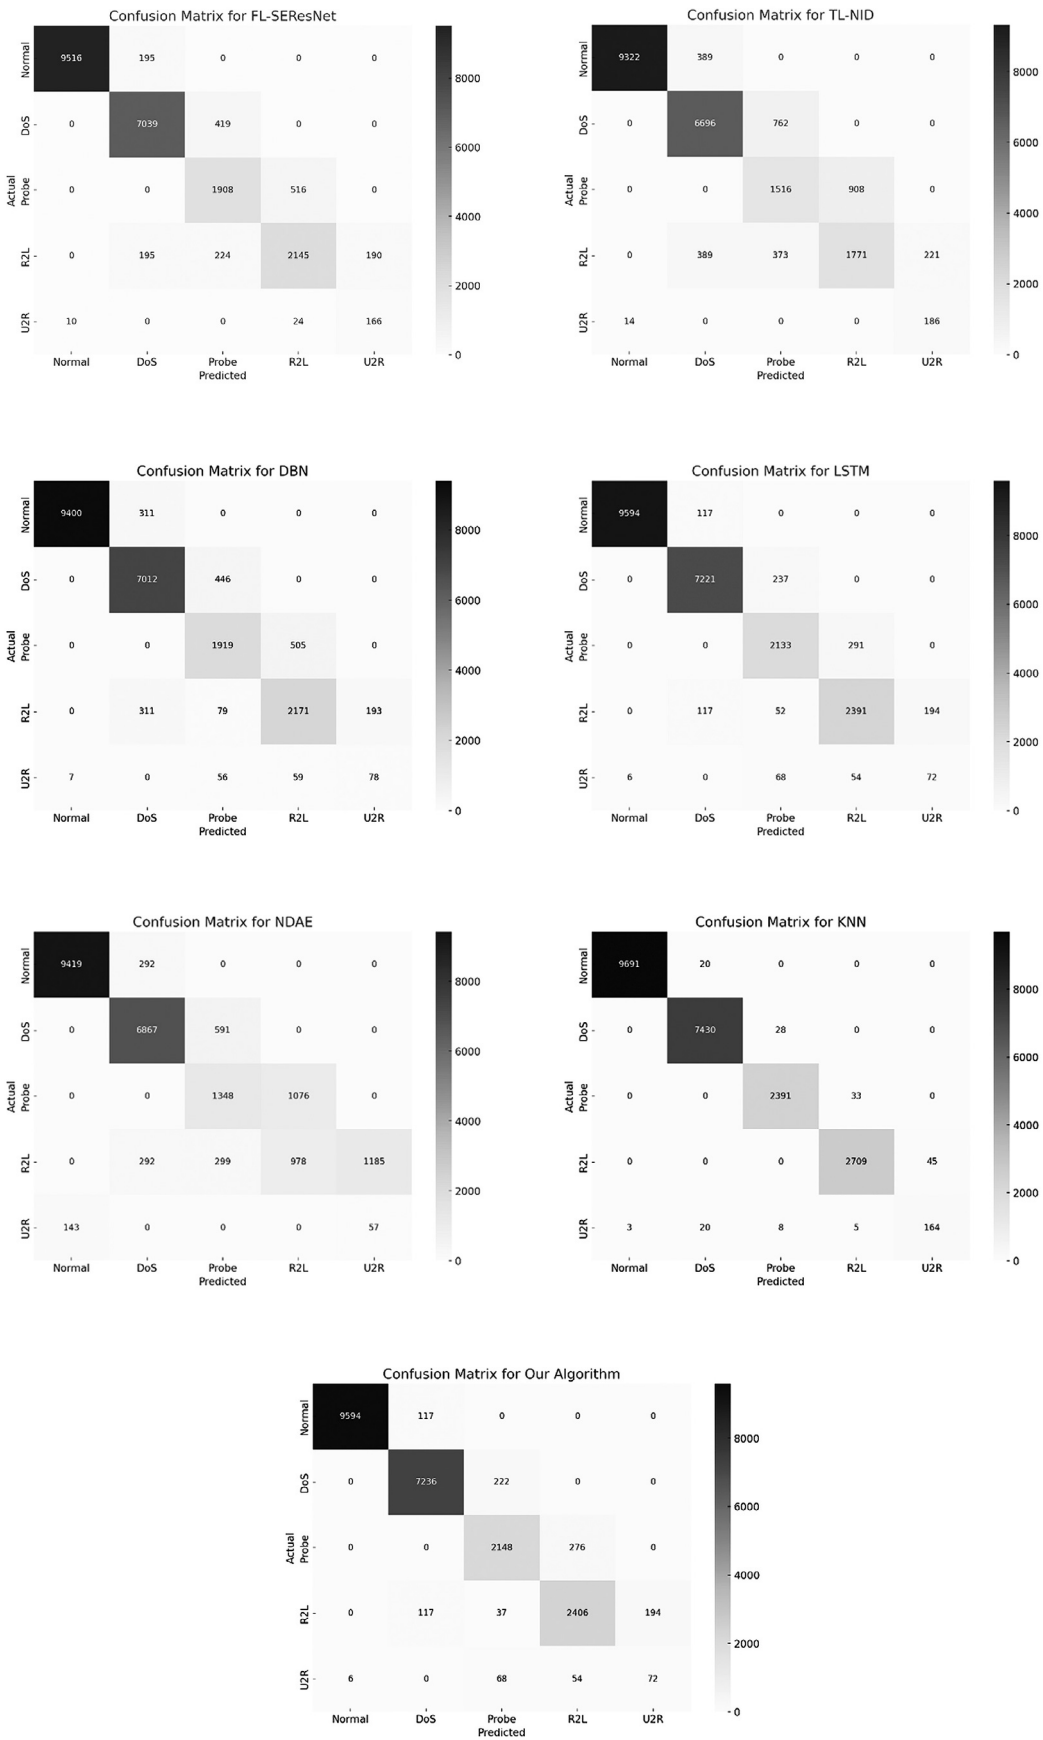 Confusion Matrix for FL-SEResNet
Normal 9516 195 0 0 0
DoS 0 7039 419 0 0
Actual
Probe 0 0 1908 516 0
R2L 0 195 224 2145 190
U2R 10 0 0 24 166
Normal DoS Probe R2L U2R
Predicted
8000
6000
4000
2000
0
Confusion Matrix for TL-NID
Normal 9322 389 0 0 0
DoS 0 6696 762 0 0
Actual
Probe 0 0 1516 908 0
R2L 0 389 373 1771 221
U2R 14 0 0 0 186
Normal DoS Probe R2L U2R
Predicted
8000
6000
4000
2000
0
Confusion Matrix for DBN
Normal 9400 311 0 0 0
DoS 0 7012 446 0 0
Actual
Probe 0 0 1919 505 0
R2L 0 311 79 2171 193
U2R 7 0 56 59 78
Normal DoS Probe R2L U2R
Predicted
8000
6000
4000
2000
0
Confusion Matrix for LSTM
Normal 9594 117 0 0 0
DoS 0 7221 237 0 0
Actual
Probe 0 0 2133 291 0
R2L 0 117 52 2391 194
U2R 6 0 68 54 72
Normal DoS Probe R2L U2R
Predicted
8000
6000
4000
2000
0
Confusion Matrix for NDAE
Normal 9419 292 0 0 0
DoS 0 6867 591 0 0
Actual
Probe 0 0 1348 1076 0
R2L 0 292 299 978 1185
U2R 143 0 0 0 57
Normal DoS Probe R2L U2R
Predicted
8000
6000
4000
2000
0
Confusion Matrix for KNN
Normal 9691 20 0 0 0
DoS 0 7430 28 0 0
Actual
Probe 0 0 2391 33 0
R2L 0 0 0 2709 45
U2R 3 20 8 5 164
Normal DoS Probe R2L U2R
Predicted
8000
6000
4000
2000
0
Confusion Matrix for Our Algorithm
Normal 9594 117 0 0 0
DoS 0 7236 222 0 0
Actual
Probe 0 0 2148 276 0
R2L 0 117 37 2406 194
U2R 6 0 68 54 72
Normal DoS Probe R2L U2R
Predicted
8000
6000
4000
2000
0